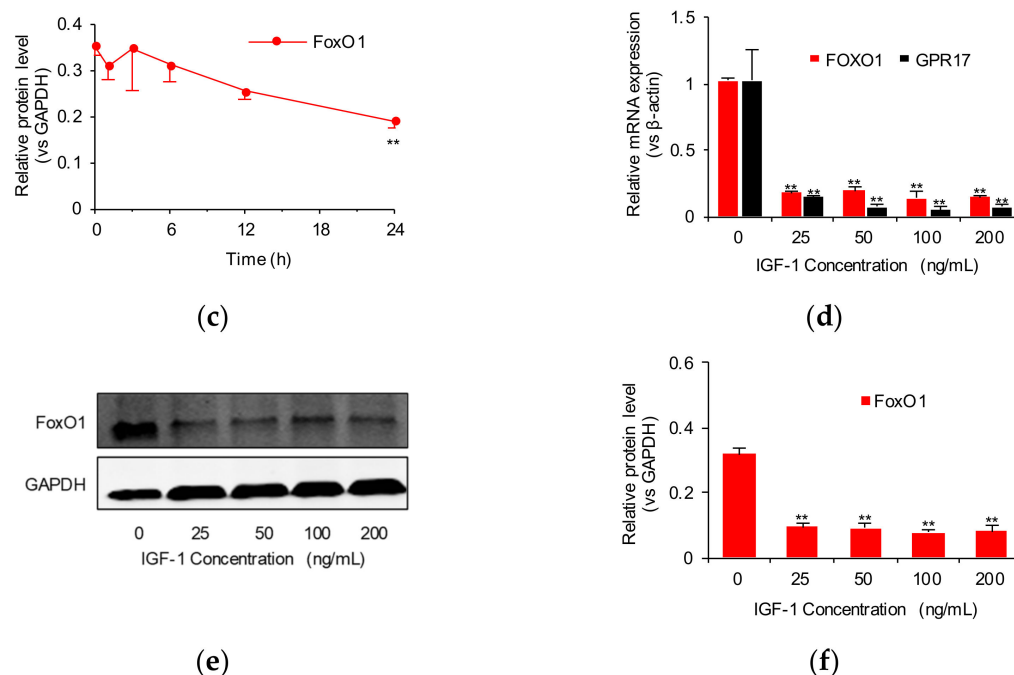 0.4
0.3
0.2
0.1
0
Relative protein level
(vs GAPDH)
FoxO1
**
0 6 12 18 24
Time (h)
(c)
1.5
1
0.5
0
Relative mRNA expression
(vs β-actin)
FOXO1 GPR17
** ** ** ** ** ** ** **
0 25 50 100 200
IGF-1 Concentration (ng/mL)
(d)
FoxO1
GAPDH
0 25 50 100 200
IGF-1 Concentration (ng/mL)
(e)
0.6
0.4
0.2
0
Relative protein level
(vs GAPDH)
FoxO1
** ** ** **
0 25 50 100 200
IGF-1 Concentration (ng/mL)
(f)